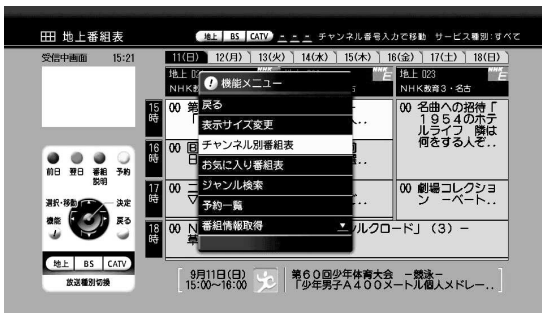 地上番組表
地上 BS CATV _ _ _ チャンネル番号入力で移動 サービス種別:すべて
受信中画面 15:21
11(日) 12(月) 13(火) 14(水) 15(木) 16(金) 17(土) 18(日)
地上 02
NHK教
地上 023
NHK教育3・名古
機能メニュー
戻る
表示サイズ変更
チャンネル別番組表
お気に入り番組表
ジャンル検索
予約一覧
番組情報取得
15時
16時
17時
18時
00 名曲への招待「
1954のホテ
ルライフ 隣は
何をする人ぞ..
00 劇場コレクショ
ン ーベート..
ルクロード」(3) -
前日 翌日 番組説明 予約
選択・移動 決定
機能 戻る
地上 BS CATV
放送種別切換
9月11日(日)
15:00~16:00
第60回少年体育大会 -競泳-
「少年男子A400メートル個人メドレー..